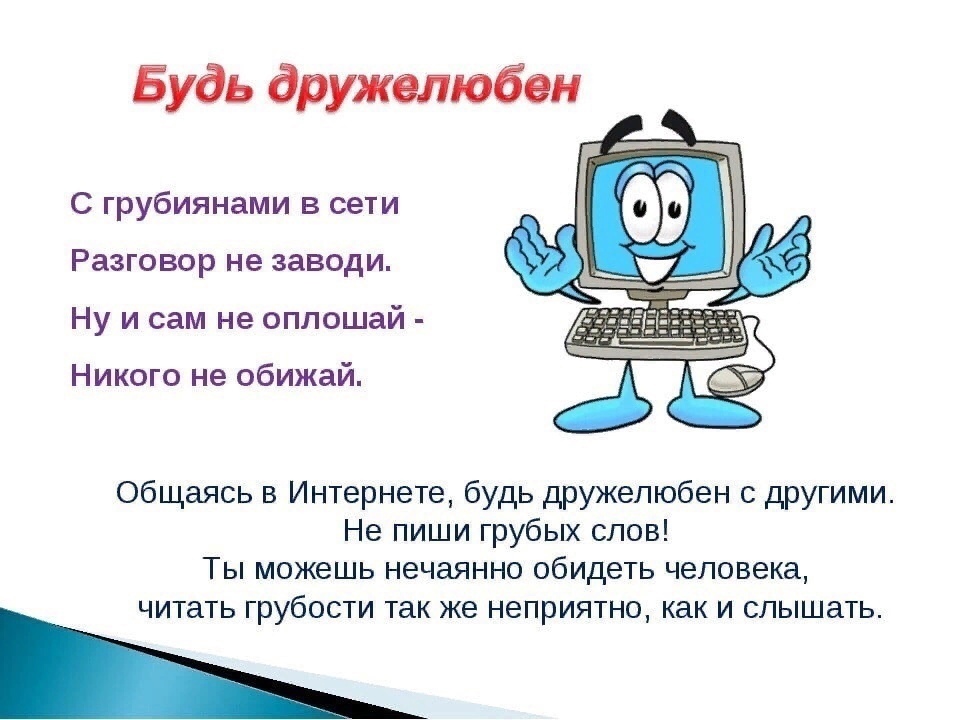 Будь дружелюбен
С грубиянами в сети
Разговор не заводи.
Ну и сам не оплошай -
Никого не обижай.
Общаясь в Интернете, будь дружелюбен с другими.
Не пиши грубых слов!
Ты можешь нечаянно обидеть человека,
читать грубости так же неприятно, как и слышать.